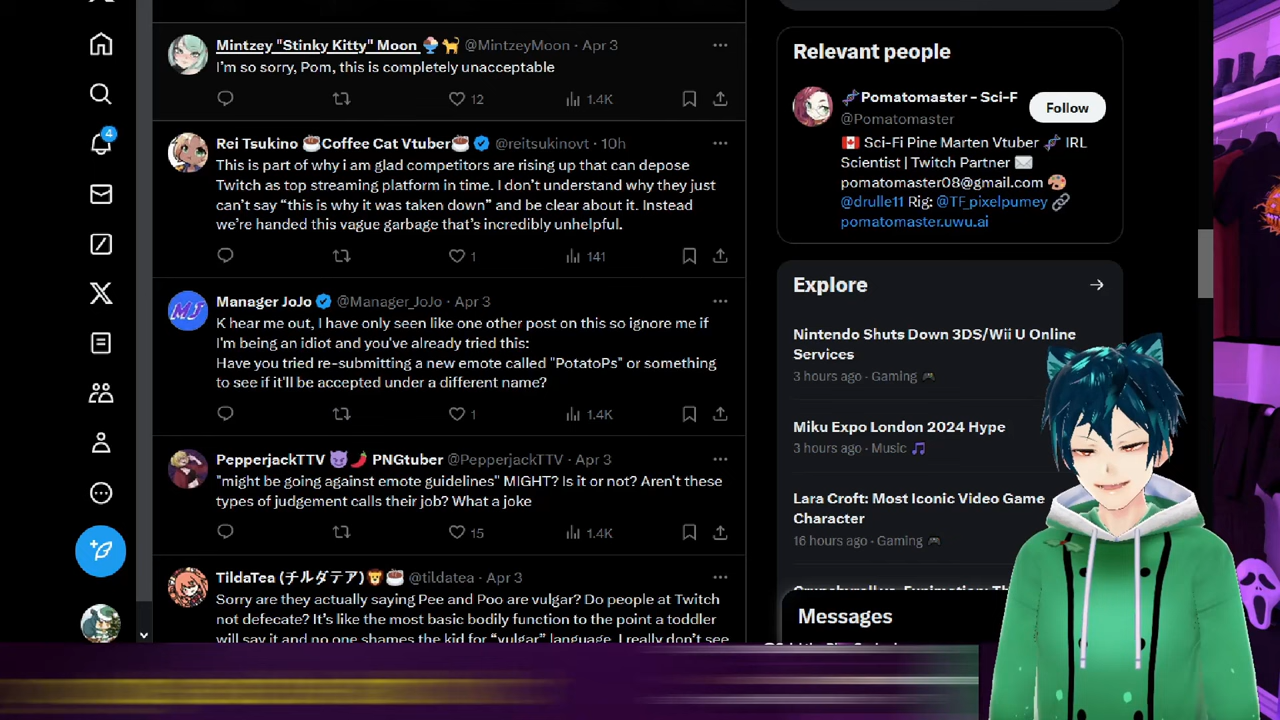 Mintzey "Stinky Kitty" Moon 🍧🐈 @MintzeyMoon · Apr 3
I'm so sorry, Pom, this is completely unacceptable
12 1.4K
Rei Tsukino ☕Coffee Cat Vtuber☕ @reitsukinovt · 10h
This is part of why i am glad competitors are rising up that can depose
Twitch as top streaming platform in time. I don't understand why they just
can't say "this is why it was taken down" and be clear about it. Instead
we're handed this vague garbage that's incredibly unhelpful.
1 141
Manager JoJo @Manager_JoJo · Apr 3
K hear me out, I have only seen like one other post on this so ignore me if
I'm being an idiot and you've already tried this:
Have you tried re-submitting a new emote called "PotatoPs" or something
to see if it'll be accepted under a different name?
1 1.4K
PepperjackTTV 😈🌶️ PNGtuber @PepperjackTTV · Apr 3
"might be going against emote guidelines" MIGHT? Is it or not? Aren't these
types of judgement calls their job? What a joke
15 1.4K
TildaTea (チルダテア)🦁☕ @tildatea · Apr 3
Sorry are they actually saying Pee and Poo are vulgar? Do people at Twitch
not defecate? It's like the most basic bodily function to the point a toddler
will say it and no one shames the kid for "vulgar" language. I really don't see
4
MJ
Relevant people
🧬Pomatomaster - Sci-F
@Pomatomaster
Follow
🇨🇦 Sci-Fi Pine Marten Vtuber 🧬 IRL
Scientist | Twitch Partner ✉️
pomatomaster08@gmail.com 🎨
@drulle11 Rig: @TF_pixelpumey 🔗
pomatomaster.uwu.ai
Explore
Nintendo Shuts Down 3DS/Wii U Online
Services
3 hours ago · Gaming 🎮
Miku Expo London 2024 Hype
3 hours ago · Music 🎵
Lara Croft: Most Iconic Video Game
Character
16 hours ago · Gaming 🎮
Messages